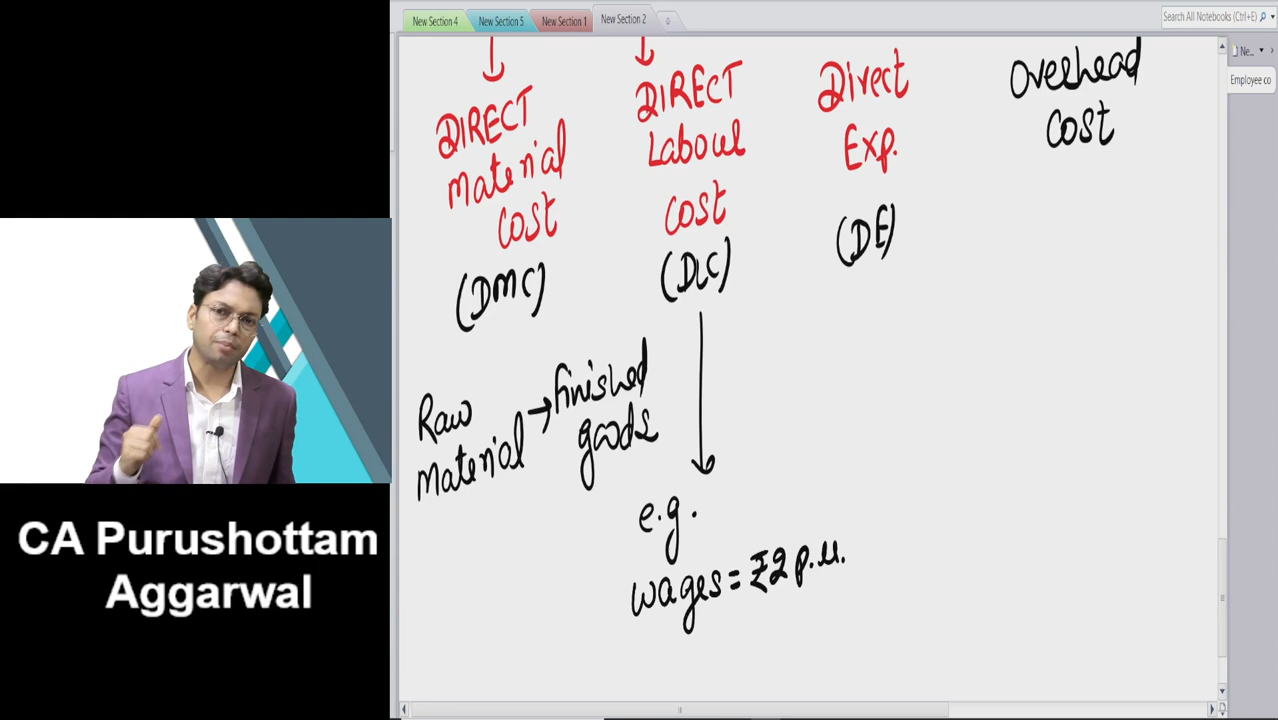 New Section 4
New Section 5
New Section 1
New Section 2
Search All Notebooks (Ctrl+E)
Ne...
Employee co
DIRECT
Material
Cost
(DMC)
DIRECT
Labour
Cost
(DLC)
Direct
Exp.
(DE)
Overhead
Cost
Raw
Material → finished
goods
e.g.
wages = ₹2 p.u.
CA Purushottam
Aggarwal